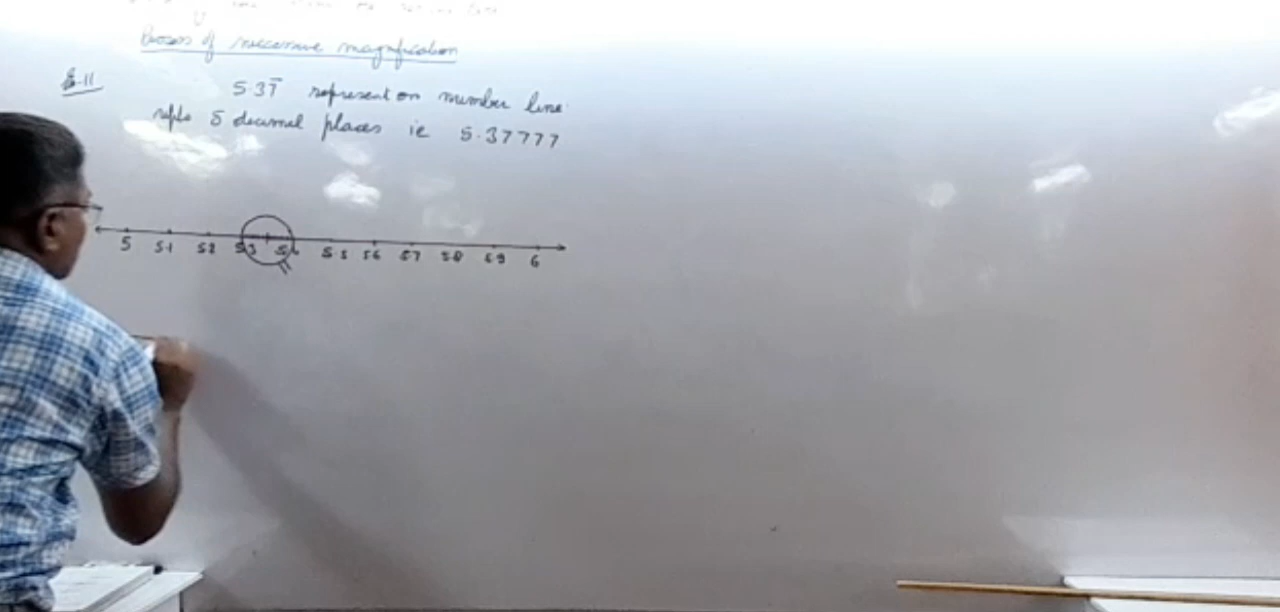 Process of successive magnification
E.11
5.37̅ represent on number line.
upto 5 decimal places ie 5.37777
5 5.1 5.2 5.3 5.4 5.5 5.6 5.7 5.8 5.9 6